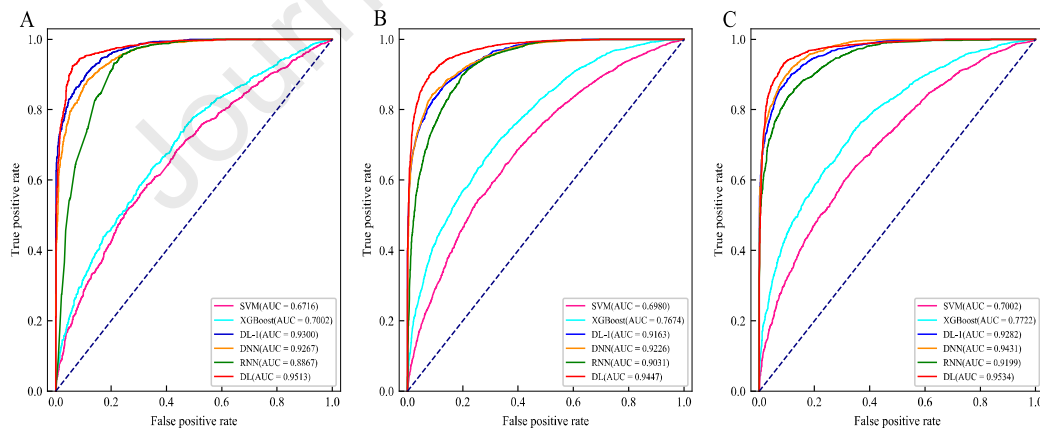 A
1.0
0.8
0.6
0.4
0.2
0.0
True positive rate
0.0
0.2
0.4
0.6
0.8
1.0
False positive rate
SVM(AUC = 0.6716)
XGBoost(AUC = 0.7002)
DL-1(AUC = 0.9300)
DNN(AUC = 0.9267)
RNN(AUC = 0.8867)
DL(AUC = 0.9513)
B
1.0
0.8
0.6
0.4
0.2
0.0
True positive rate
0.0
0.2
0.4
0.6
0.8
1.0
False positive rate
SVM(AUC = 0.6980)
XGBoost(AUC = 0.7674)
DL-1(AUC = 0.9163)
DNN(AUC = 0.9226)
RNN(AUC = 0.9031)
DL(AUC = 0.9447)
C
1.0
0.8
0.6
0.4
0.2
0.0
True positive rate
0.0
0.2
0.4
0.6
0.8
1.0
False positive rate
SVM(AUC = 0.7002)
XGBoost(AUC = 0.7722)
DL-1(AUC = 0.9282)
DNN(AUC = 0.9431)
RNN(AUC = 0.9199)
DL(AUC = 0.9534)